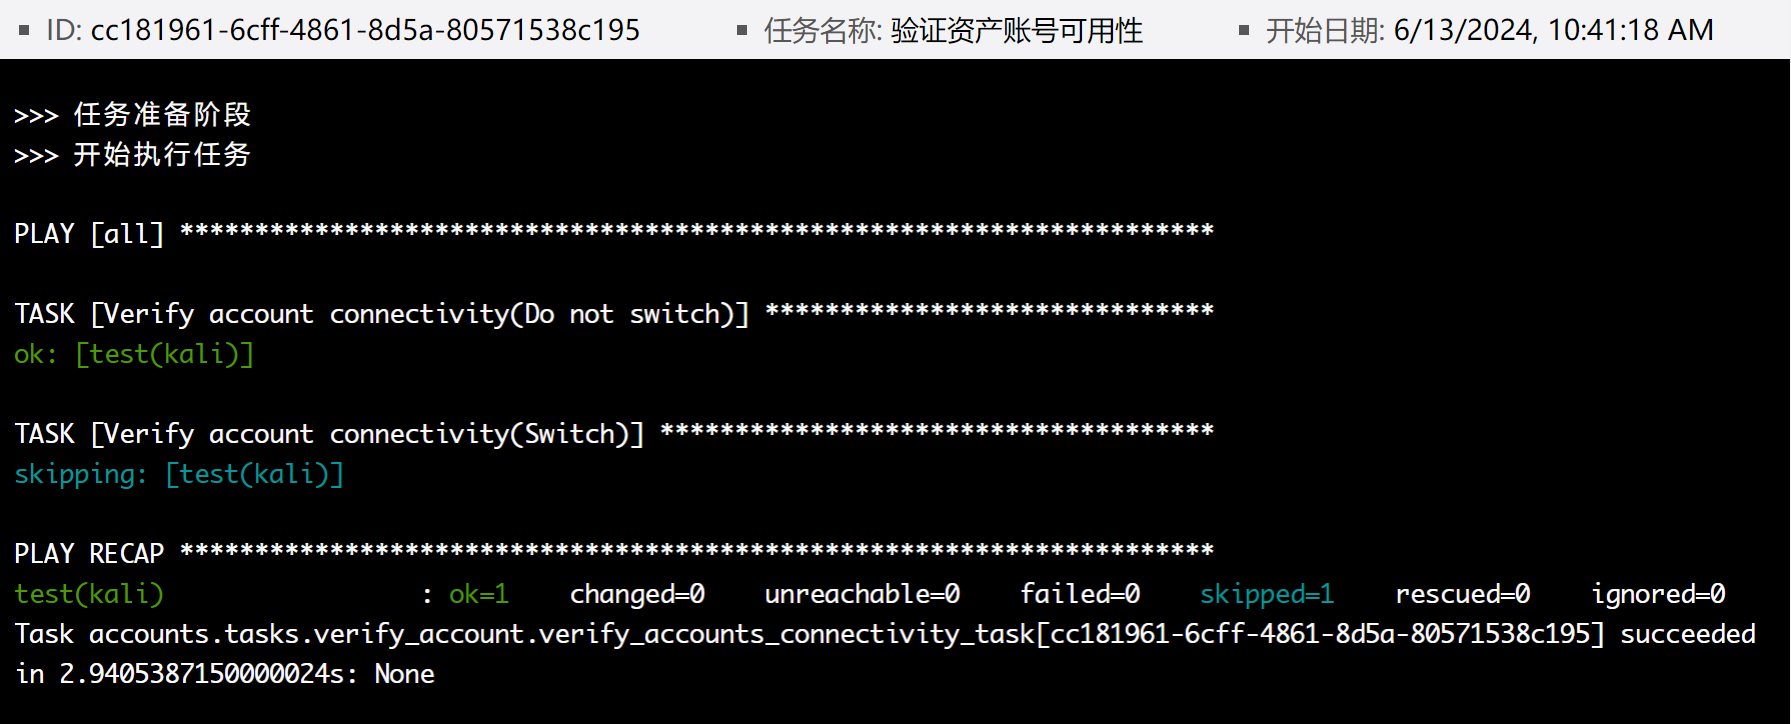 ID: cc181961-6cff-4861-8d5a-80571538c195 任务名称: 验证资产账号可用性 开始日期: 6/13/2024, 10:41:18 AM
>>> 任务准备阶段
>>> 开始执行任务
PLAY [all] *********************************************************************
TASK [Verify account connectivity(Do not switch)] ******************************
ok: [test(kali)]
TASK [Verify account connectivity(Switch)] *************************************
skipping: [test(kali)]
PLAY RECAP *********************************************************************
test(kali) : ok=1 changed=0 unreachable=0 failed=0 skipped=1 rescued=0 ignored=0
Task accounts.tasks.verify_account.verify_accounts_connectivity_task[cc181961-6cff-4861-8d5a-80571538c195] succeeded
in 2.9405387150000024s: None